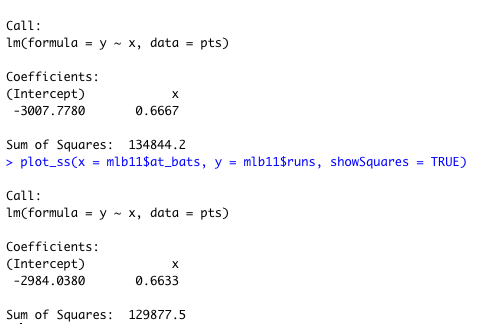 Call:
lm(formula = y ~ x, data = pts)
Coefficients:
(Intercept)            x
 -3007.7780       0.6667
Sum of Squares:  134844.2
> plot_ss(x = mlb11$at_bats, y = mlb11$runs, showSquares = TRUE)
Call:
lm(formula = y ~ x, data = pts)
Coefficients:
(Intercept)            x
 -2984.0380       0.6633
Sum of Squares:  129877.5